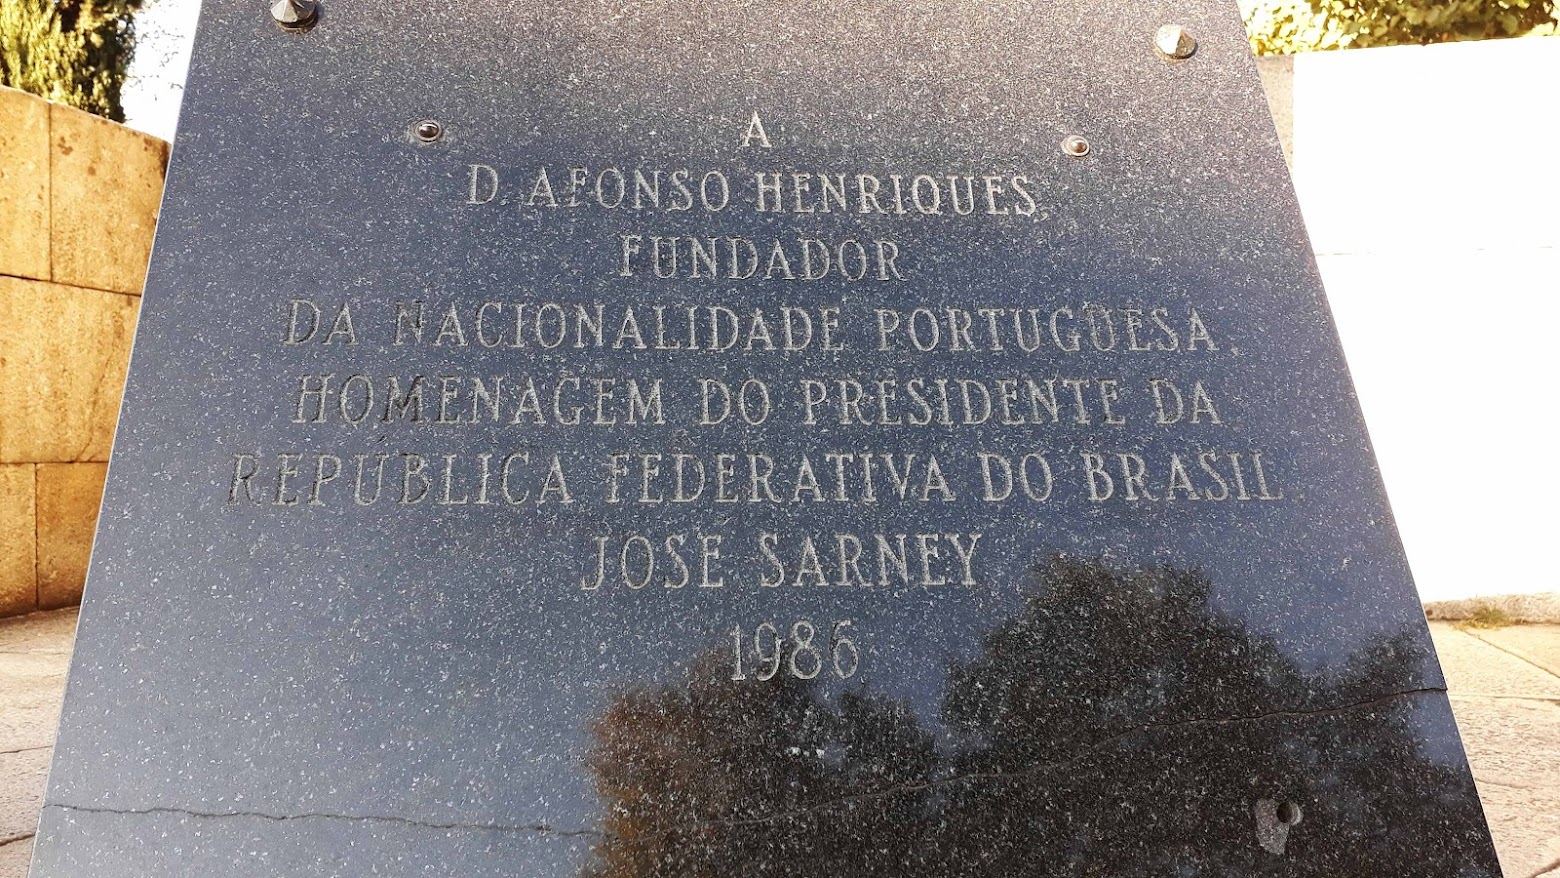 A
D. AFONSO HENRIQUES
FUNDADOR
DA NACIONALIDADE PORTUGUESA
HOMENAGEM DO PRESIDENTE DA
REPÚBLICA FEDERATIVA DO BRASIL
JOSE SARNEY
1986